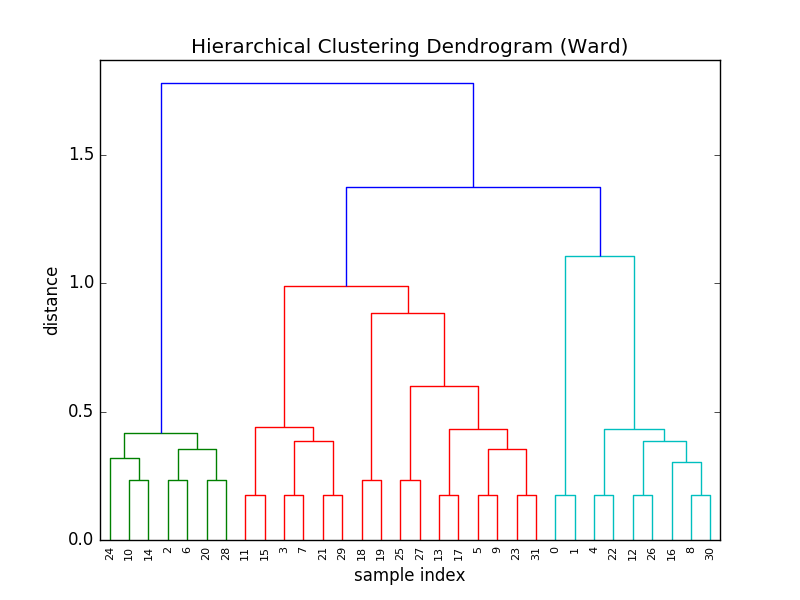 Hierarchical Clustering Dendrogram (Ward)
1.5
1.0
0.5
0.0
distance
24 10 14 2 6 20 28 11 15 3 7 21 29 18 19 25 27 13 17 5 9 23 31 0 1 4 22 12 26 16 8 30
sample index